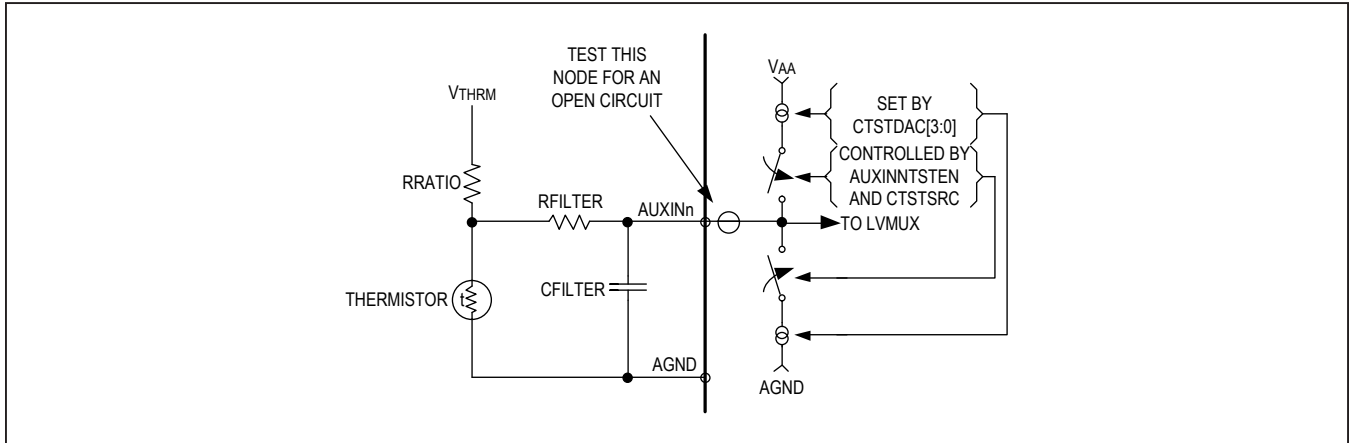 TEST THIS
NODE FOR AN
OPEN CIRCUIT
VTHRM
RRATIO
RFILTER
AUXINn
THERMISTOR
t
CFILTER
AGND
VAA
SET BY
CTSTDAC[3:0]
CONTROLLED BY
AUXINNTSTEN
AND CTSTSRC
TO LVMUX
AGND